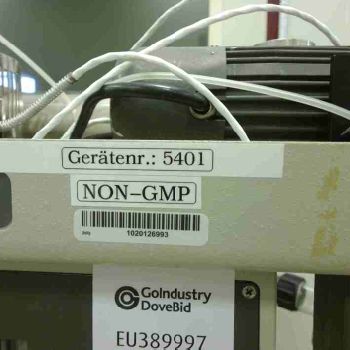 Gerätenr.: 5401
NON-GMP
1020126993
GoIndustry
DoveBid
EU389997